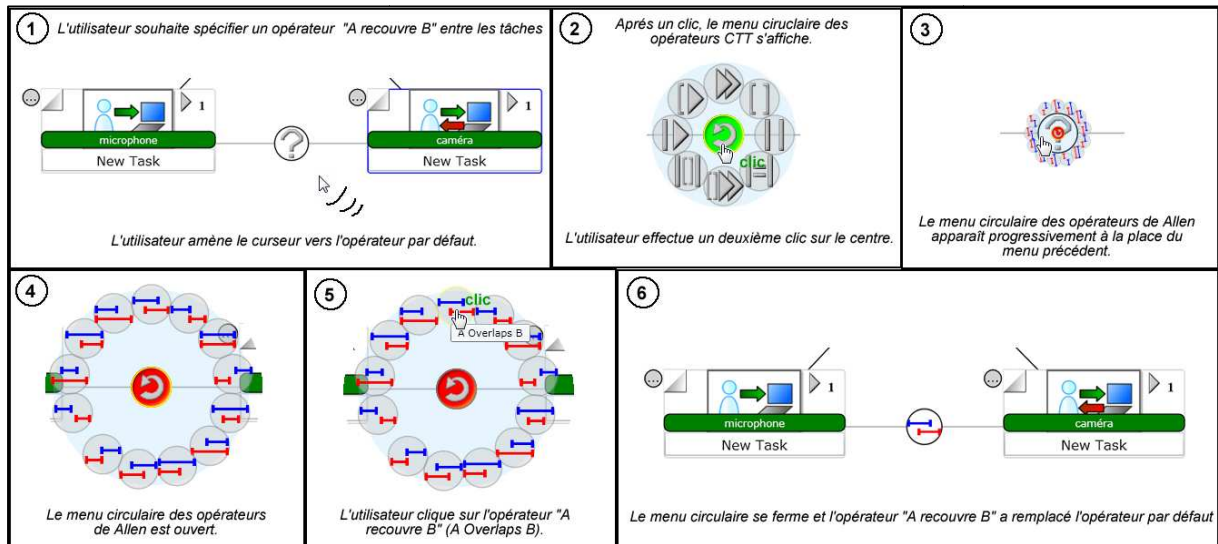 1
L'utilisateur souhaite spécifier un opérateur "A recouvre B" entre les tâches
...
1
microphone
New Task
?
...
1
caméra
New Task
L'utilisateur amène le curseur vers l'opérateur par défaut.
2
Aprés un clic, le menu ciruclaire des
opérateurs CTT s'affiche.
clic
L'utilisateur effectue un deuxième clic sur le centre.
3
Le menu circulaire des opérateurs de Allen
apparaît progressivement à la place du
menu précédent.
4
Le menu circulaire des opérateurs
de Allen est ouvert.
5
clic
A Overlaps B
L'utilisateur clique sur l'opérateur "A
recouvre B" (A Overlaps B).
6
...
1
microphone
New Task
...
1
caméra
New Task
Le menu circulaire se ferme et l'opérateur "A recouvre B" a remplacé l'opérateur par défaut